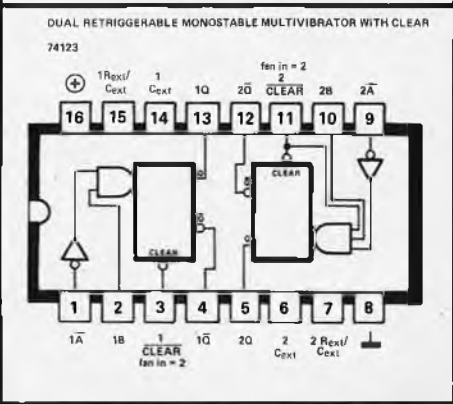 DUAL RETRIGGERABLE MONOSTABLE MULTIVIBRATOR WITH CLEAR
74123
fan in = 2
1Rext/ 1 2
Cext Cext 1Q 2Q̅ CLEAR 2B 2A̅
16 15 14 13 12 11 10 9
CLEAR
Q Q̅
Q̅ Q
CLEAR
1 2 3 4 5 6 7 8
1A̅ 1B 1 1Q̅ 2Q 2 2 Rext/
CLEAR Cext Cext
fan in = 2